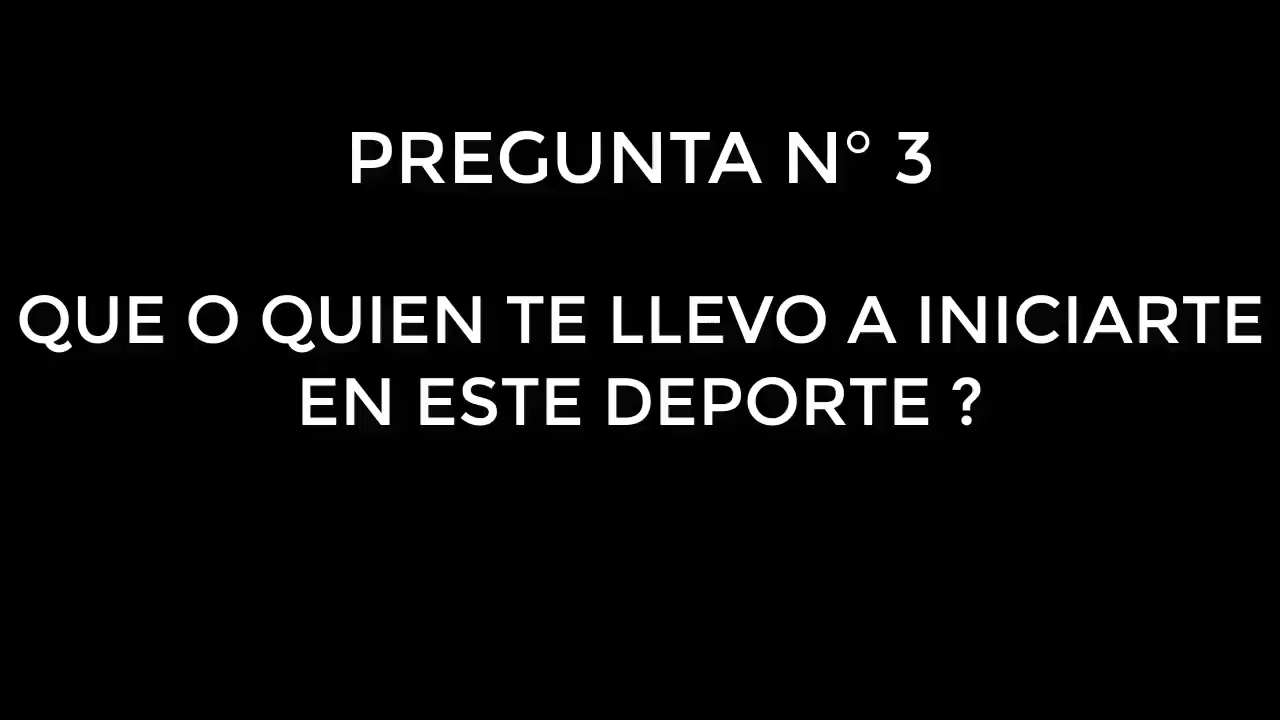 PREGUNTA N° 3
QUE O QUIEN TE LLEVO A INICIARTE
EN ESTE DEPORTE ?